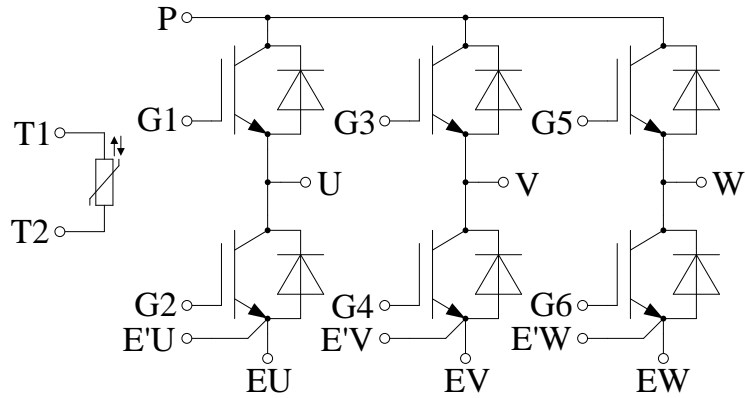 P
G1 G3 G5
T1
U V W
T2
G2 G4 G6
E'U E'V E'W
EU EV EW